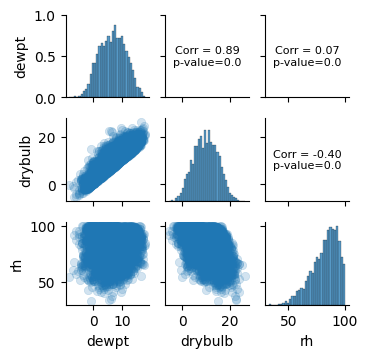 1.0
0.5
0.0
dewpt
Corr = 0.89
p-value=0.0
Corr = 0.07
p-value=0.0
20
0
drybulb
Corr = -0.40
p-value=0.0
100
50
rh
0 10
0 20
50 100
dewpt
drybulb
rh